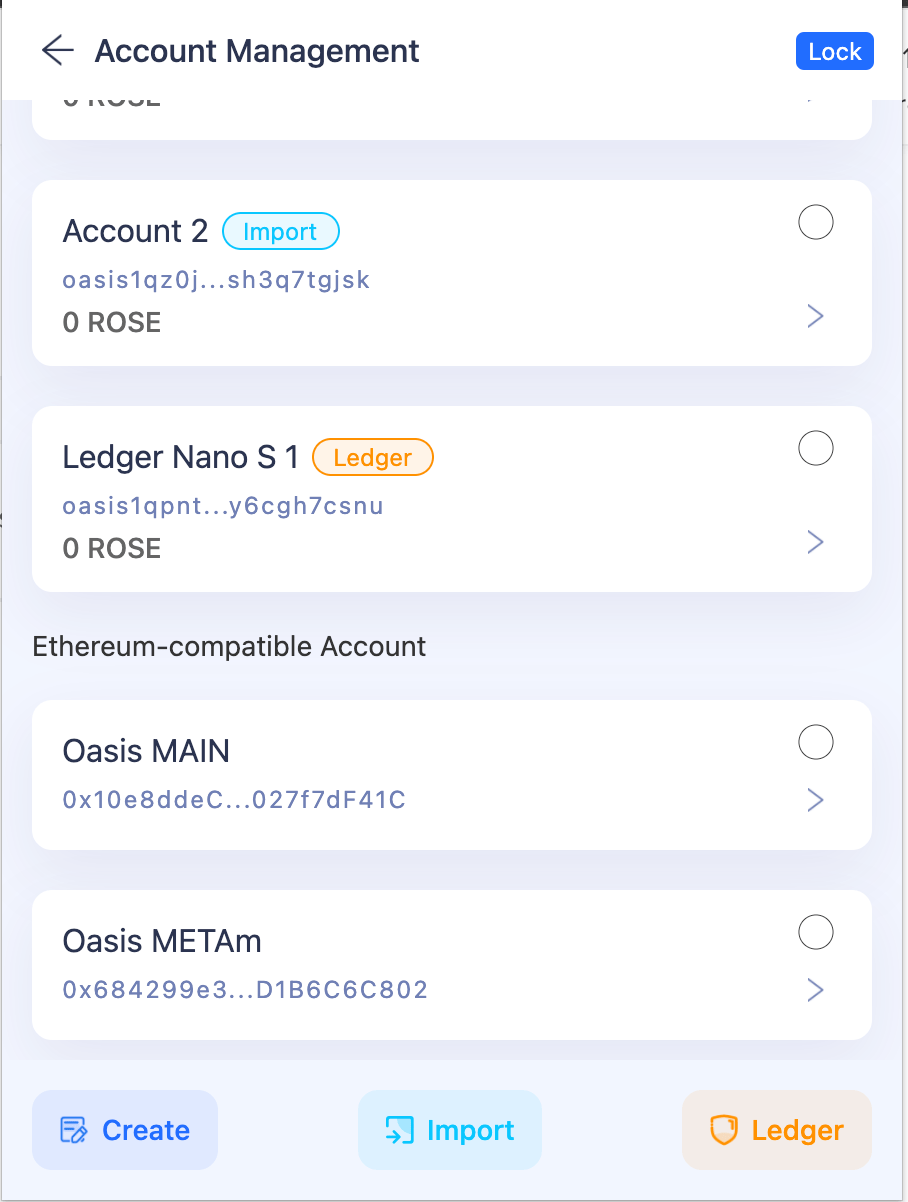 Account Management
Lock
0 ROSE
Account 2
Import
oasis1qz0j...sh3q7tgjsk
0 ROSE
Ledger Nano S 1
Ledger
oasis1qpnt...y6cgh7csnu
0 ROSE
Ethereum-compatible Account
Oasis MAIN
0x10e8ddeC...027f7dF41C
Oasis METAm
0x684299e3...D1B6C6C802
Create
Import
Ledger